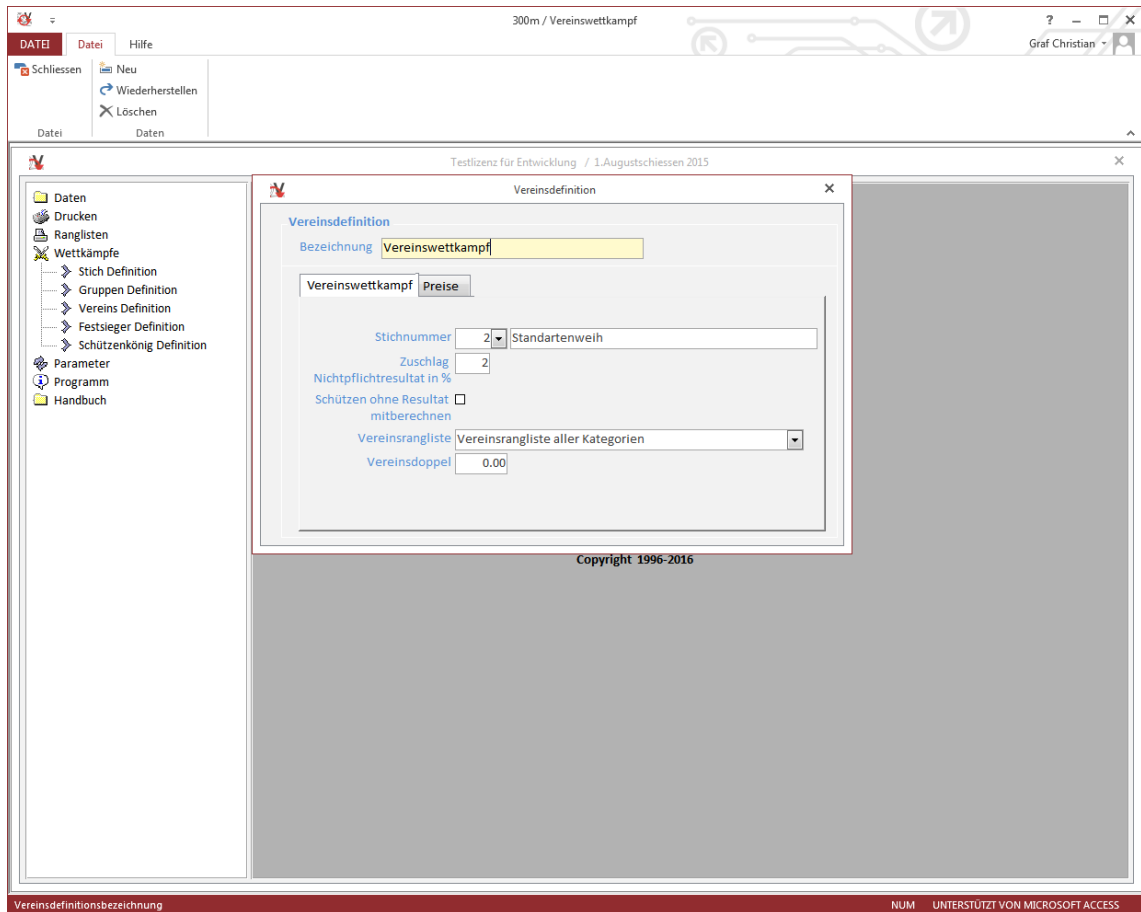 300m / Vereinswettkampf
?
DATEI Datei Hilfe
Graf Christian
Schliessen Neu
Wiederherstellen
Löschen
Datei Daten
Testlizenz für Entwicklung / 1.Augustschiessen 2015
Daten
Drucken
Ranglisten
Wettkämpfe
Stich Definition
Gruppen Definition
Vereins Definition
Festsieger Definition
Schützenkönig Definition
Parameter
Programm
Handbuch
Vereinsdefinition
Vereinsdefinition
Bezeichnung Vereinswettkampf
Vereinswettkampf Preise
Stichnummer 2 Standartenweih
Zuschlag 2
Nichtpflichtresultat in %
Schützen ohne Resultat
mitberechnen
Vereinsrangliste Vereinsrangliste aller Kategorien
Vereinsdoppel 0.00
Copyright 1996-2016
Vereinsdefinitionsbezeichnung NUM UNTERSTÜTZT VON MICROSOFT ACCESS